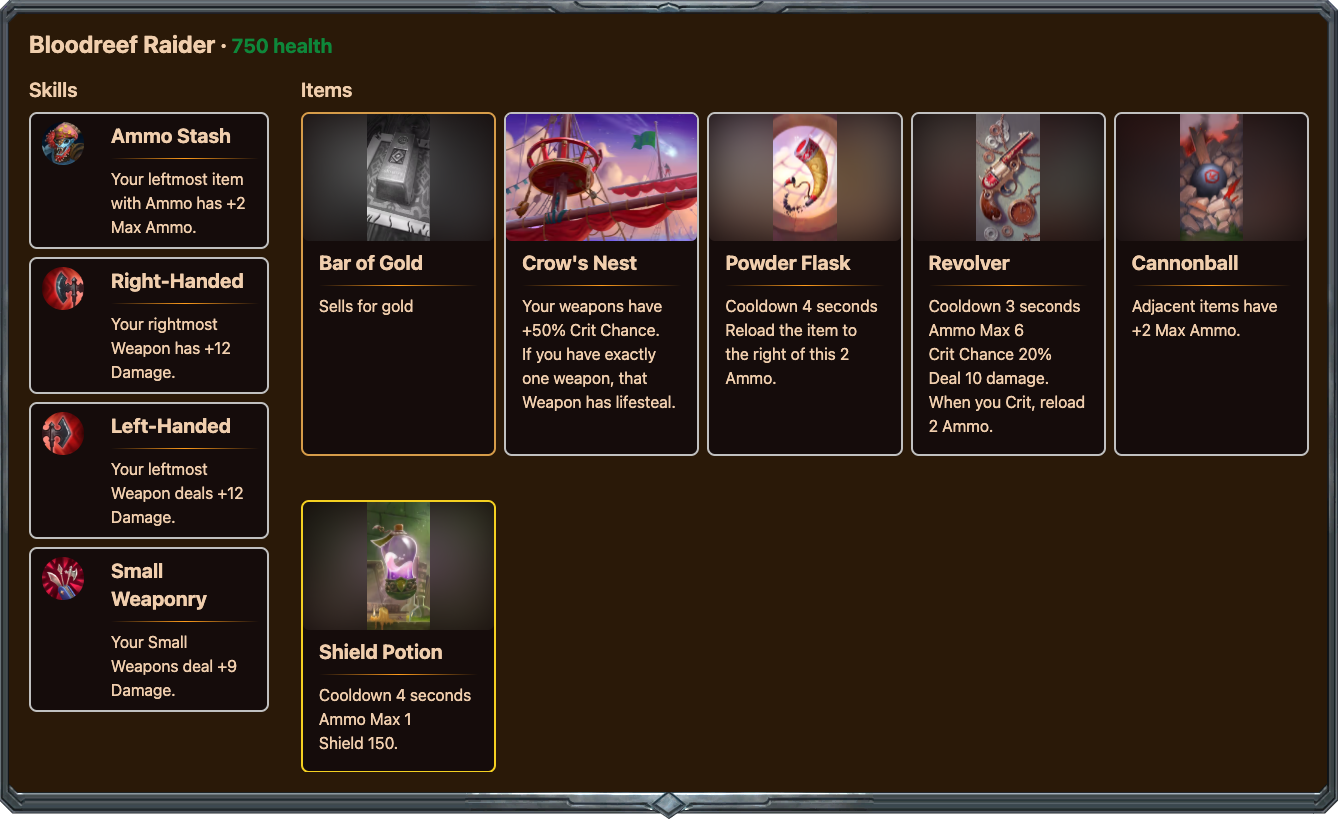 Bloodreef Raider · 750 health
Skills
Ammo Stash
Your leftmost item
with Ammo has +2
Max Ammo.
Right-Handed
Your rightmost
Weapon has +12
Damage.
Left-Handed
Your leftmost
Weapon deals +12
Damage.
Small
Weaponry
Your Small
Weapons deal +9
Damage.
Items
Bar of Gold
Sells for gold
Crow's Nest
Your weapons have
+50% Crit Chance.
If you have exactly
one weapon, that
Weapon has lifesteal.
Powder Flask
Cooldown 4 seconds
Reload the item to
the right of this 2
Ammo.
Revolver
Cooldown 3 seconds
Ammo Max 6
Crit Chance 20%
Deal 10 damage.
When you Crit, reload
2 Ammo.
Cannonball
Adjacent items have
+2 Max Ammo.
Shield Potion
Cooldown 4 seconds
Ammo Max 1
Shield 150.